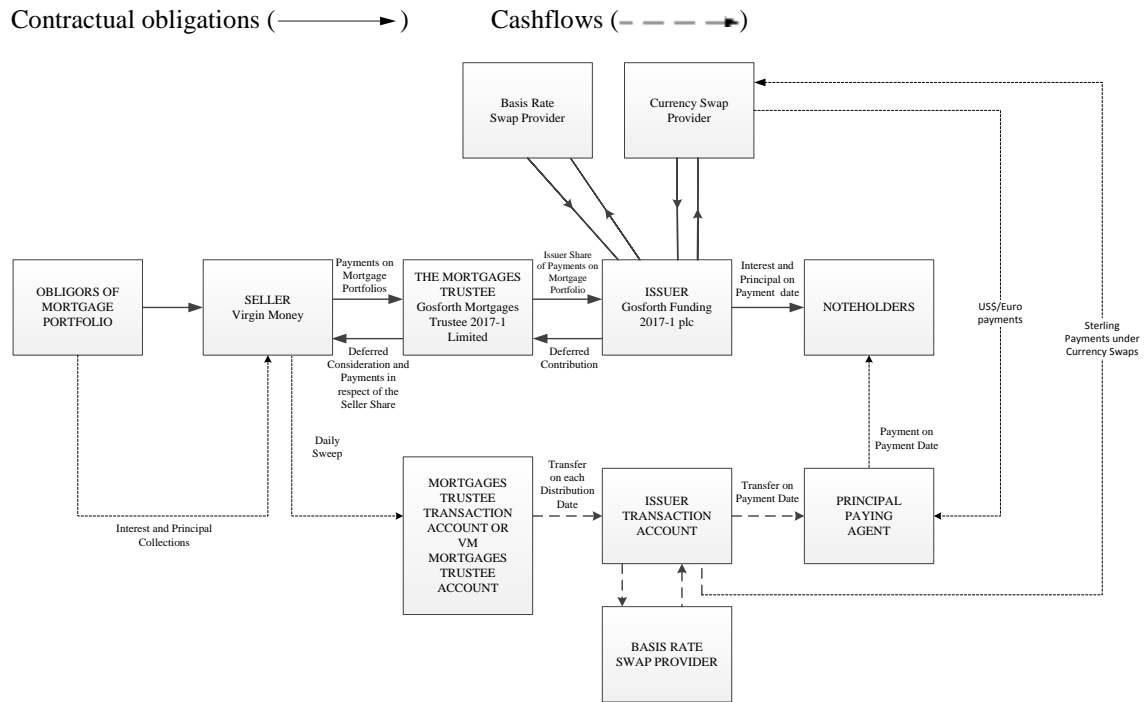 Contractual obligations (
)
Cashflows (
)
Basis Rate
Swap Provider
Currency Swap
Provider
OBLIGORS OF
MORTGAGE
PORTFOLIO
SELLER
Virgin Money
Payments on
Mortgage
Portfolios
Deferred
Consideration and
Payments in
respect of the
Seller Share
THE MORTGAGES
TRUSTEE
Gosforth Mortgages
Trustee 2017-1
Limited
Issuer Share
of Payments on
Mortgage
Portfolio
Deferred
Contribution
ISSUER
Gosforth Funding
2017-1 plc
Interest and
Principal on
Payment date
NOTEHOLDERS
US$/Euro
payments
Sterling
Payments under
Currency Swaps
Interest and Principal
Collections
Daily
Sweep
MORTGAGES
TRUSTEE
TRANSACTION
ACCOUNT OR
VM
MORTGAGES
TRUSTEE
ACCOUNT
Transfer
on each
Distribution
Date
ISSUER
TRANSACTION
ACCOUNT
Transfer on
Payment Date
PRINCIPAL
PAYING
AGENT
Payment on
Payment Date
BASIS RATE
SWAP PROVIDER